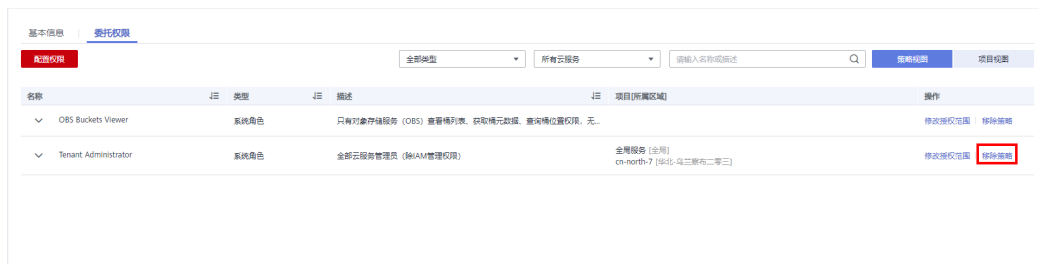 基本信息 委托权限
配置权限 全部类型 所有云服务 请输入名称或描述 策略视图 项目视图
名称 类型 描述 项目[所属区域] 操作
OBS Buckets Viewer 系统角色 只有对象存储服务（OBS）查看桶列表、获取桶元数据、查询桶位置权限，无... 修改授权范围 移除策略
Tenant Administrator 系统角色 全部云服务管理员（除IAM管理权限） 全局服务 [全局] 修改授权范围 移除策略
cn-north-7 [华北-乌兰察布二零三]